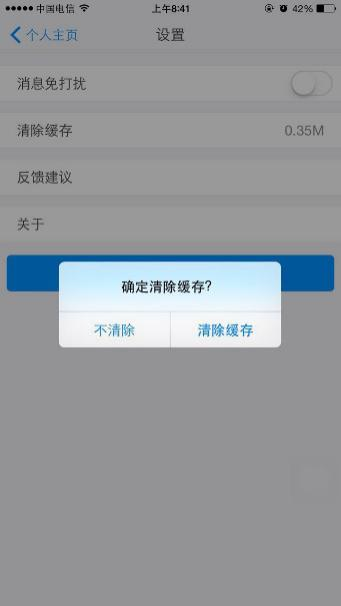 中国电信 上午8:41 42%
个人主页 设置
消息免打扰
清除缓存 0.35M
反馈建议
关于
确定清除缓存?
不清除 清除缓存